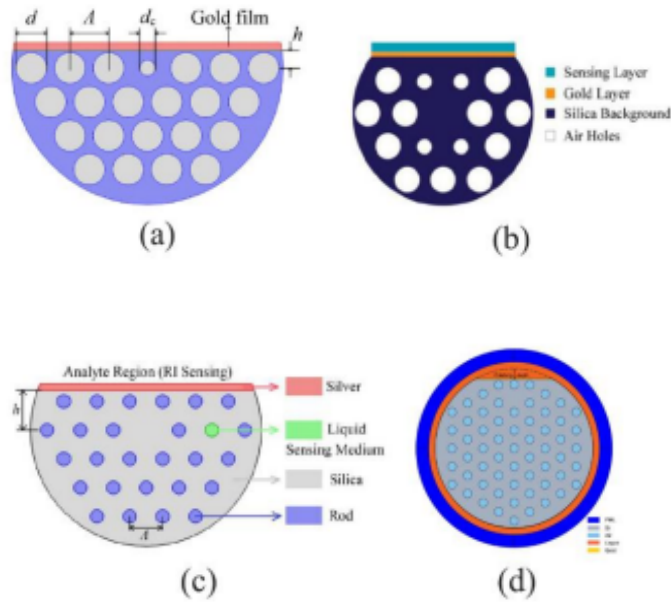 d Λ d_c Gold film h
(a)
Sensing Layer
Gold Layer
Silica Background
Air Holes
(b)
Analyte Region (RI Sensing)
h
Silver
Liquid
Sensing Medium
Silica
Rod
Λ
(c)
(d)